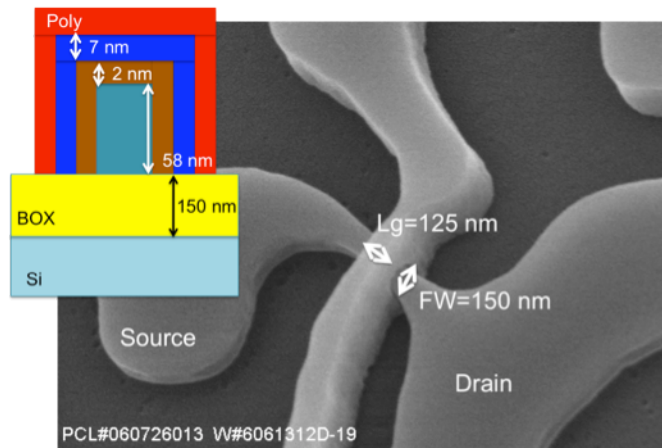 Poly
7 nm
2 nm
58 nm
150 nm
BOX
Si
Lg=125 nm
FW=150 nm
Source
Drain
PCL#060726013 W#6061312D-19